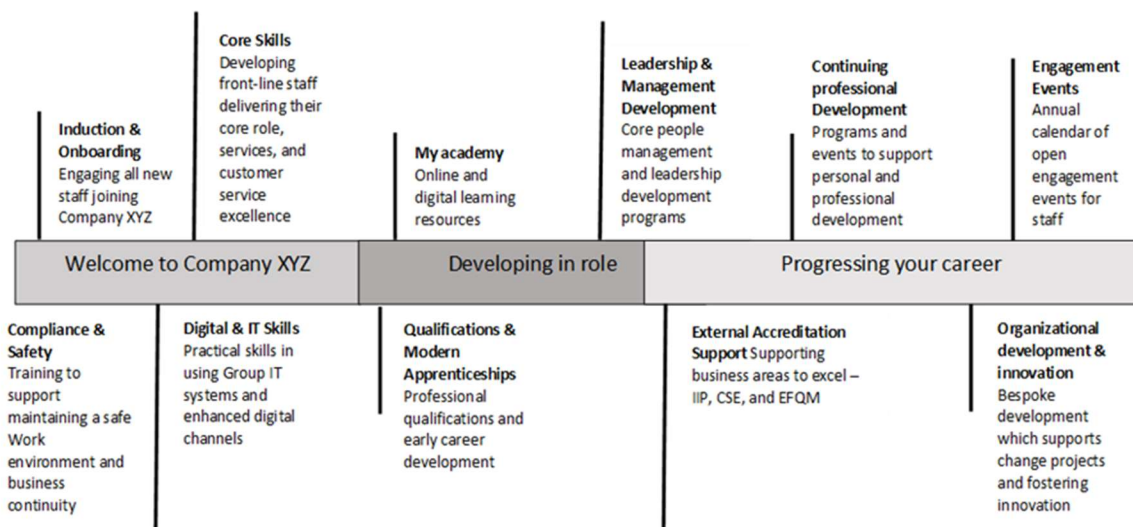 Core Skills
Developing
front-line staff
delivering their
core role,
services, and
customer
service
excellence
Leadership &
Management
Development
Core people
management
and leadership
development
programs
Continuing
professional
Development
Programs and
events to support
personal and
professional
development
Engagement
Events
Annual
calendar of
open
engagement
events for
staff
Induction &
Onboarding
Engaging all new
staff joining
Company XYZ
My academy
Online and
digital learning
resources
Welcome to Company XYZ
Developing in role
Progressing your career
Compliance &
Safety
Training to
support
maintaining a safe
Work
environment and
business
continuity
Digital & IT Skills
Practical skills in
using Group IT
systems and
enhanced digital
channels
Qualifications &
Modern
Apprenticeships
Professional
qualifications and
early career
development
External Accreditation
Support Supporting
business areas to excel –
IIP, CSE, and EFQM
Organizational
development &
innovation
Bespoke
development
which supports
change projects
and fostering
innovation